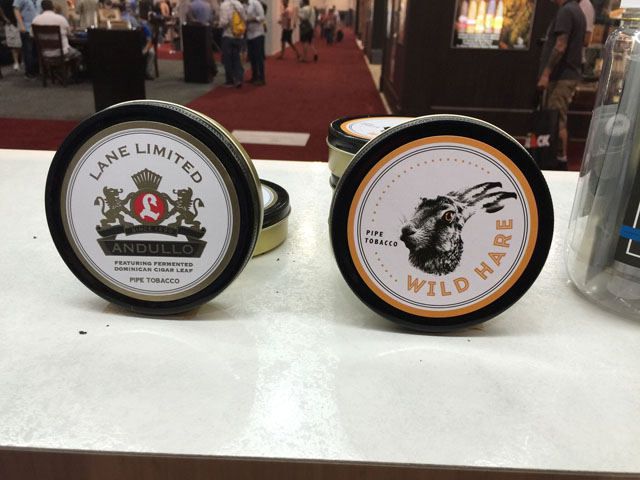 LANE LIMITED
L
ANDULLO
FEATURING FERMENTED
DOMINICAN CIGAR LEAF
PIPE TOBACCO
PIPE
TOBACCO
WILD HARE